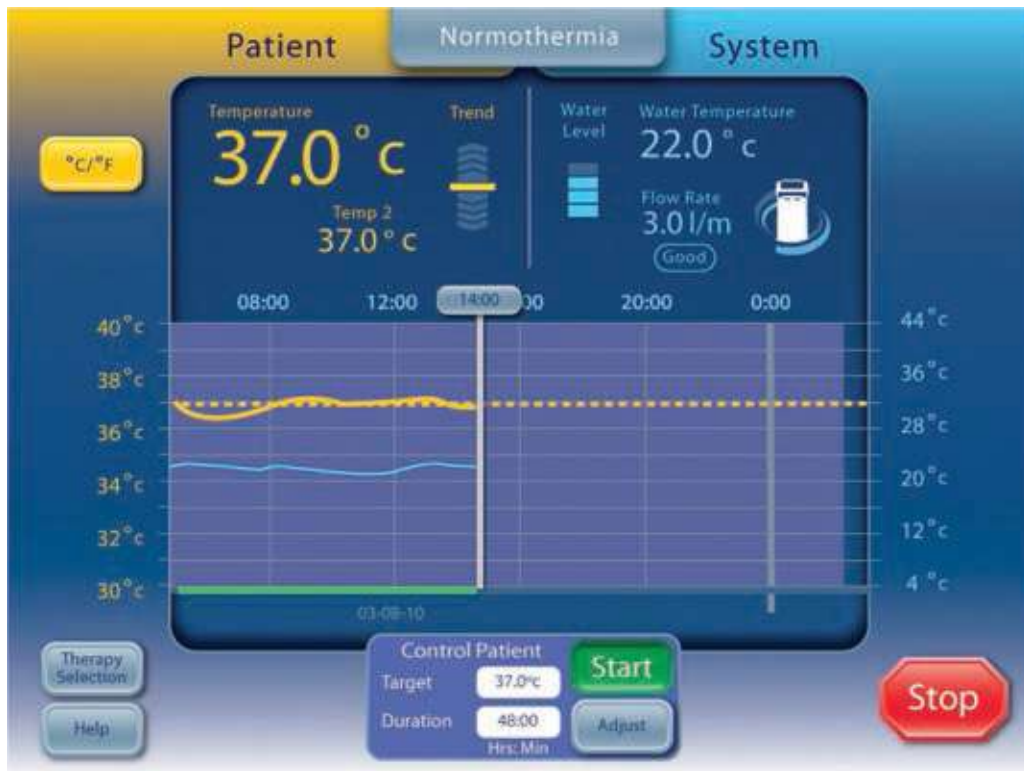 Patient
Normothermia
System
°C/°F
Temperature
37.0°c
Trend
Temp 2
37.0°c
Water
Level
Water Temperature
22.0°c
Flow Rate
3.0 l/m
Good
08:00
12:00
14:00
00
20:00
0:00
40°c
38°c
36°c
34°c
32°c
30°c
44°c
36°c
28°c
20°c
12°c
4°c
03-08-10
Therapy
Selection
Help
Control Patient
Target
37.0°c
Duration
48:00
Hrs: Min
Start
Adjust
Stop